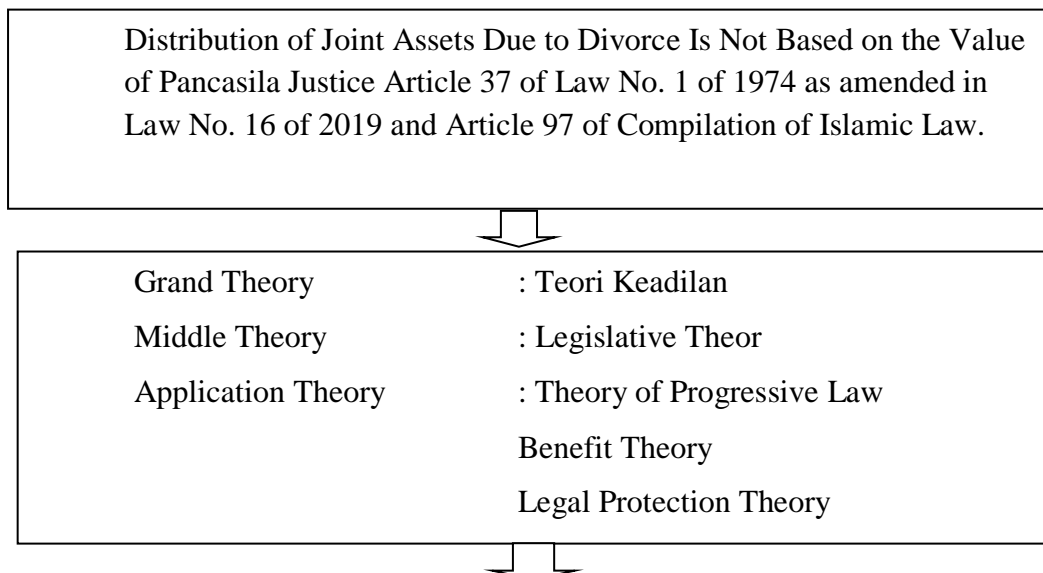 Distribution of Joint Assets Due to Divorce Is Not Based on the Value
of Pancasila Justice Article 37 of Law No. 1 of 1974 as amended in
Law No. 16 of 2019 and Article 97 of Compilation of Islamic Law.
Grand Theory : Teori Keadilan
Middle Theory : Legislative Theor
Application Theory : Theory of Progressive Law
Benefit Theory
Legal Protection Theory